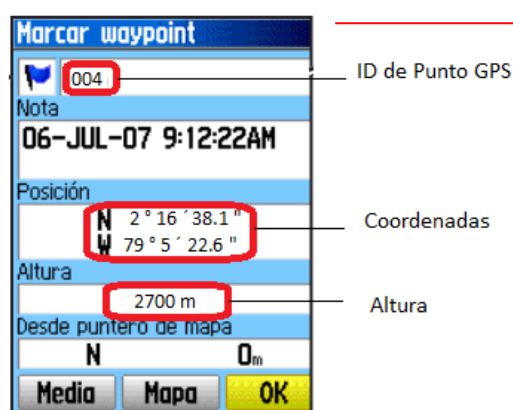 Marcar waypoint
004
ID de Punto GPS
Nota
06-JUL-07 9:12:22AM
Posición
N 2 ° 16 ´ 38.1 "
W 79 ° 5 ´ 22.6 "
Coordenadas
Altura
2700 m
Altura
Desde puntero de mapa
N 0m
Media Mapa OK